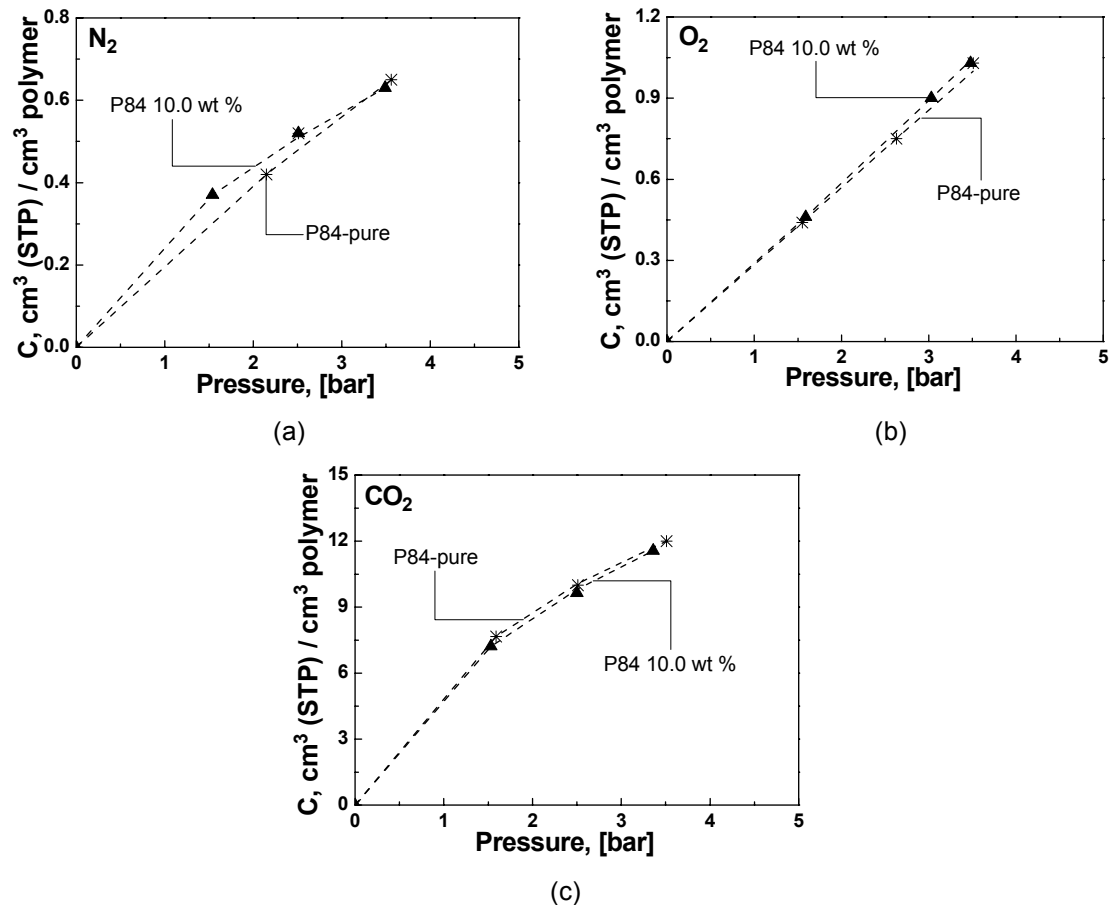 N2
P84 10.0 wt %
P84-pure
C, cm3 (STP) / cm3 polymer
0.8
0.6
0.4
0.2
0.0
0 1 2 3 4 5
Pressure, [bar]
(a)
O2
P84 10.0 wt %
P84-pure
C, cm3 (STP) / cm3 polymer
1.2
0.9
0.6
0.3
0.0
0 1 2 3 4 5
Pressure, [bar]
(b)
CO2
P84-pure
P84 10.0 wt %
C, cm3 (STP) / cm3 polymer
15
12
9
6
3
0
0 1 2 3 4 5
Pressure, [bar]
(c)